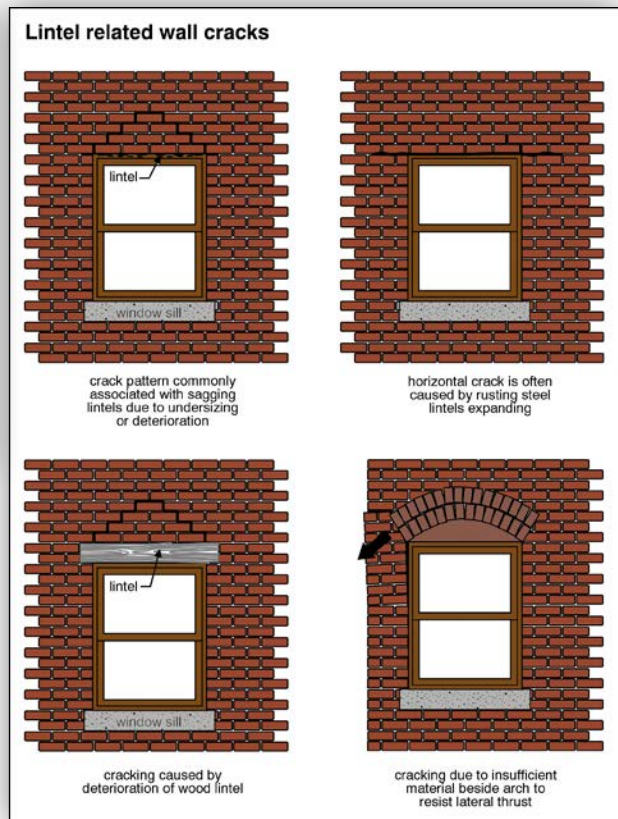 Lintel related wall cracks
lintel
window sill
crack pattern commonly
associated with sagging
lintels due to undersizing
or deterioration
horizontal crack is often
caused by rusting steel
lintels expanding
lintel
window sill
cracking caused by
deterioration of wood lintel
cracking due to insufficient
material beside arch to
resist lateral thrust